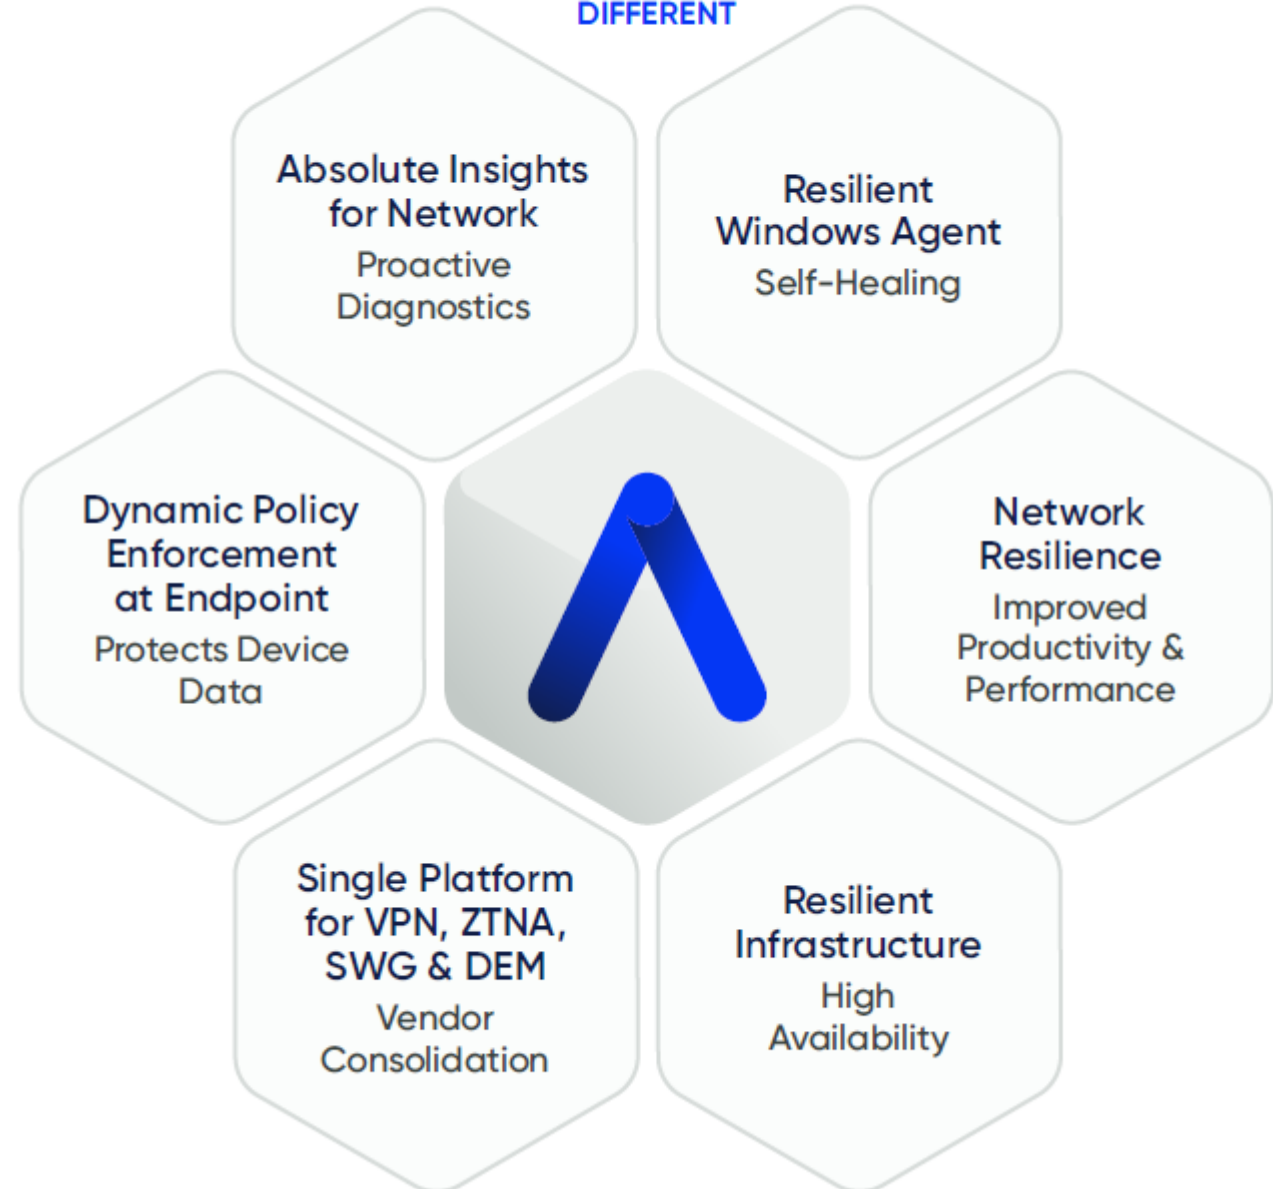 DIFFERENT
Absolute Insights
for Network
Proactive
Diagnostics
Resilient
Windows Agent
Self-Healing
Dynamic Policy
Enforcement
at Endpoint
Protects Device
Data
Network
Resilience
Improved
Productivity &
Performance
Single Platform
for VPN, ZTNA,
SWG & DEM
Vendor
Consolidation
Resilient
Infrastructure
High
Availability